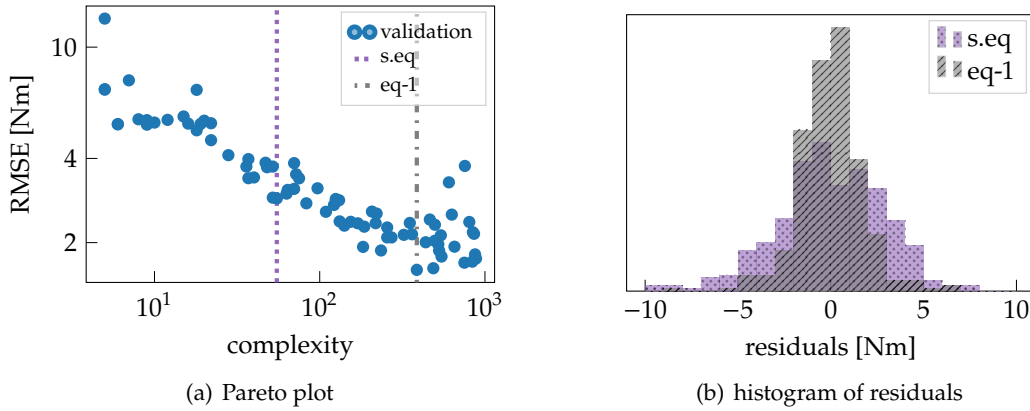 RMSE [Nm]
10
4
2
validation
s.eq
eq-1
10^1
10^2
10^3
complexity
(a) Pareto plot
s.eq
eq-1
−10
−5
0
5
10
residuals [Nm]
(b) histogram of residuals